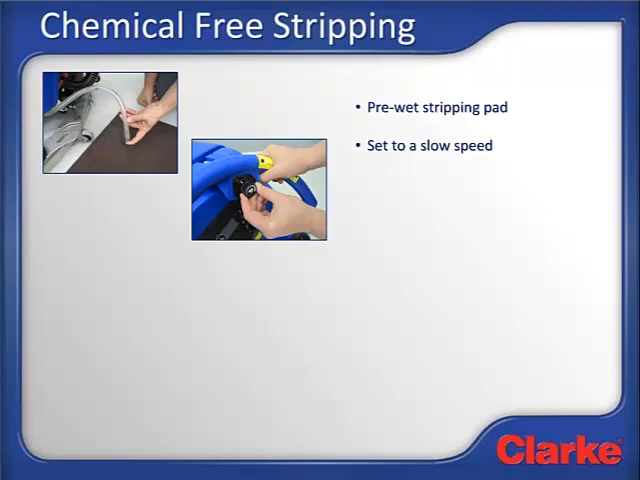 Chemical Free Stripping
• Pre-wet stripping pad
• Set to a slow speed
Clarke